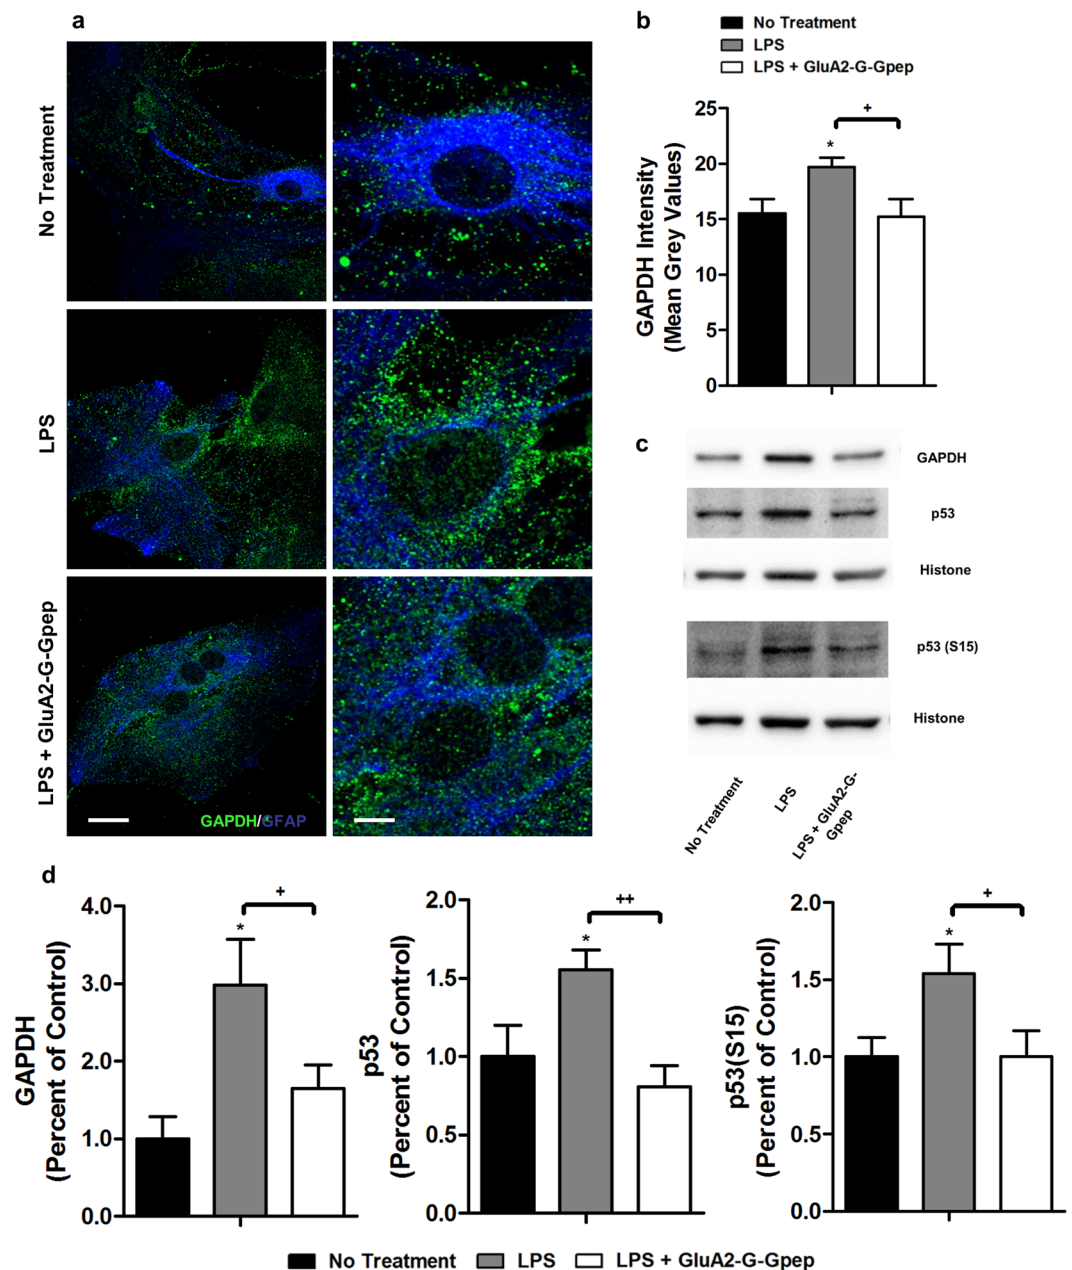 a
No Treatment
LPS
LPS + GluA2-G-Gpep
GAPDH/GFAP
b
No Treatment
LPS
LPS + GluA2-G-Gpep
GAPDH Intensity
(Mean Grey Values)
25
20
15
10
5
0
*
+
c
GAPDH
p53
Histone
p53 (S15)
Histone
No Treatment
LPS
LPS + GluA2-G-
Gpep
d
GAPDH
(Percent of Control)
4.0
3.0
2.0
1.0
0.0
*
+
p53
(Percent of Control)
2.0
1.5
1.0
0.5
0.0
*
++
p53(S15)
(Percent of Control)
2.0
1.5
1.0
0.5
0.0
*
+
No Treatment
LPS
LPS + GluA2-G-Gpep